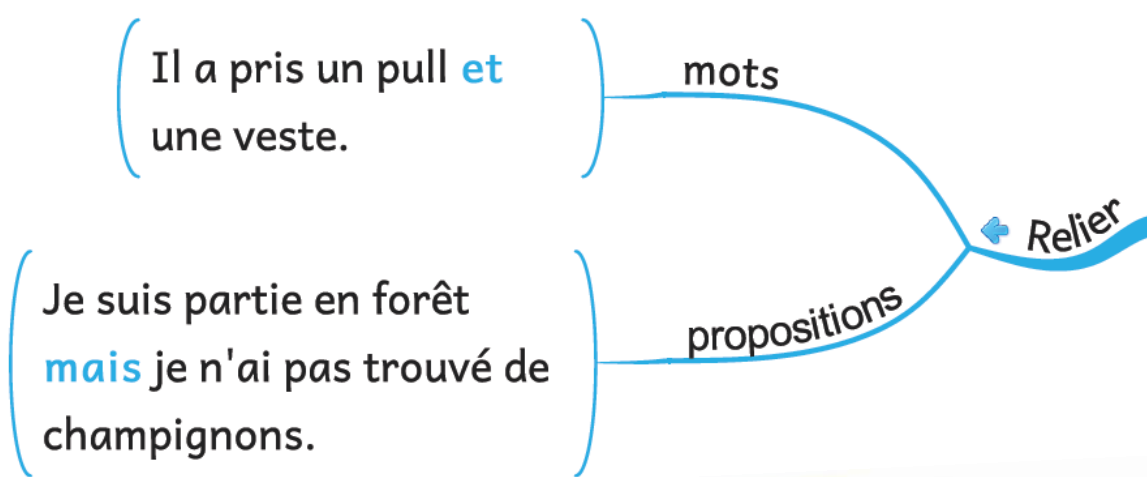 Il a pris un pull et
une veste.
mots
Relier
Je suis partie en forêt
mais je n'ai pas trouvé de
champignons.
propositions